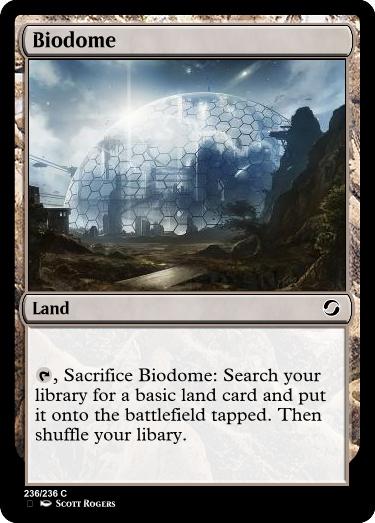 Biodome
Land
, Sacrifice Biodome: Search your
library for a basic land card and put
it onto the battlefield tapped. Then
shuffle your libary.
236/236 C
Scott Rogers